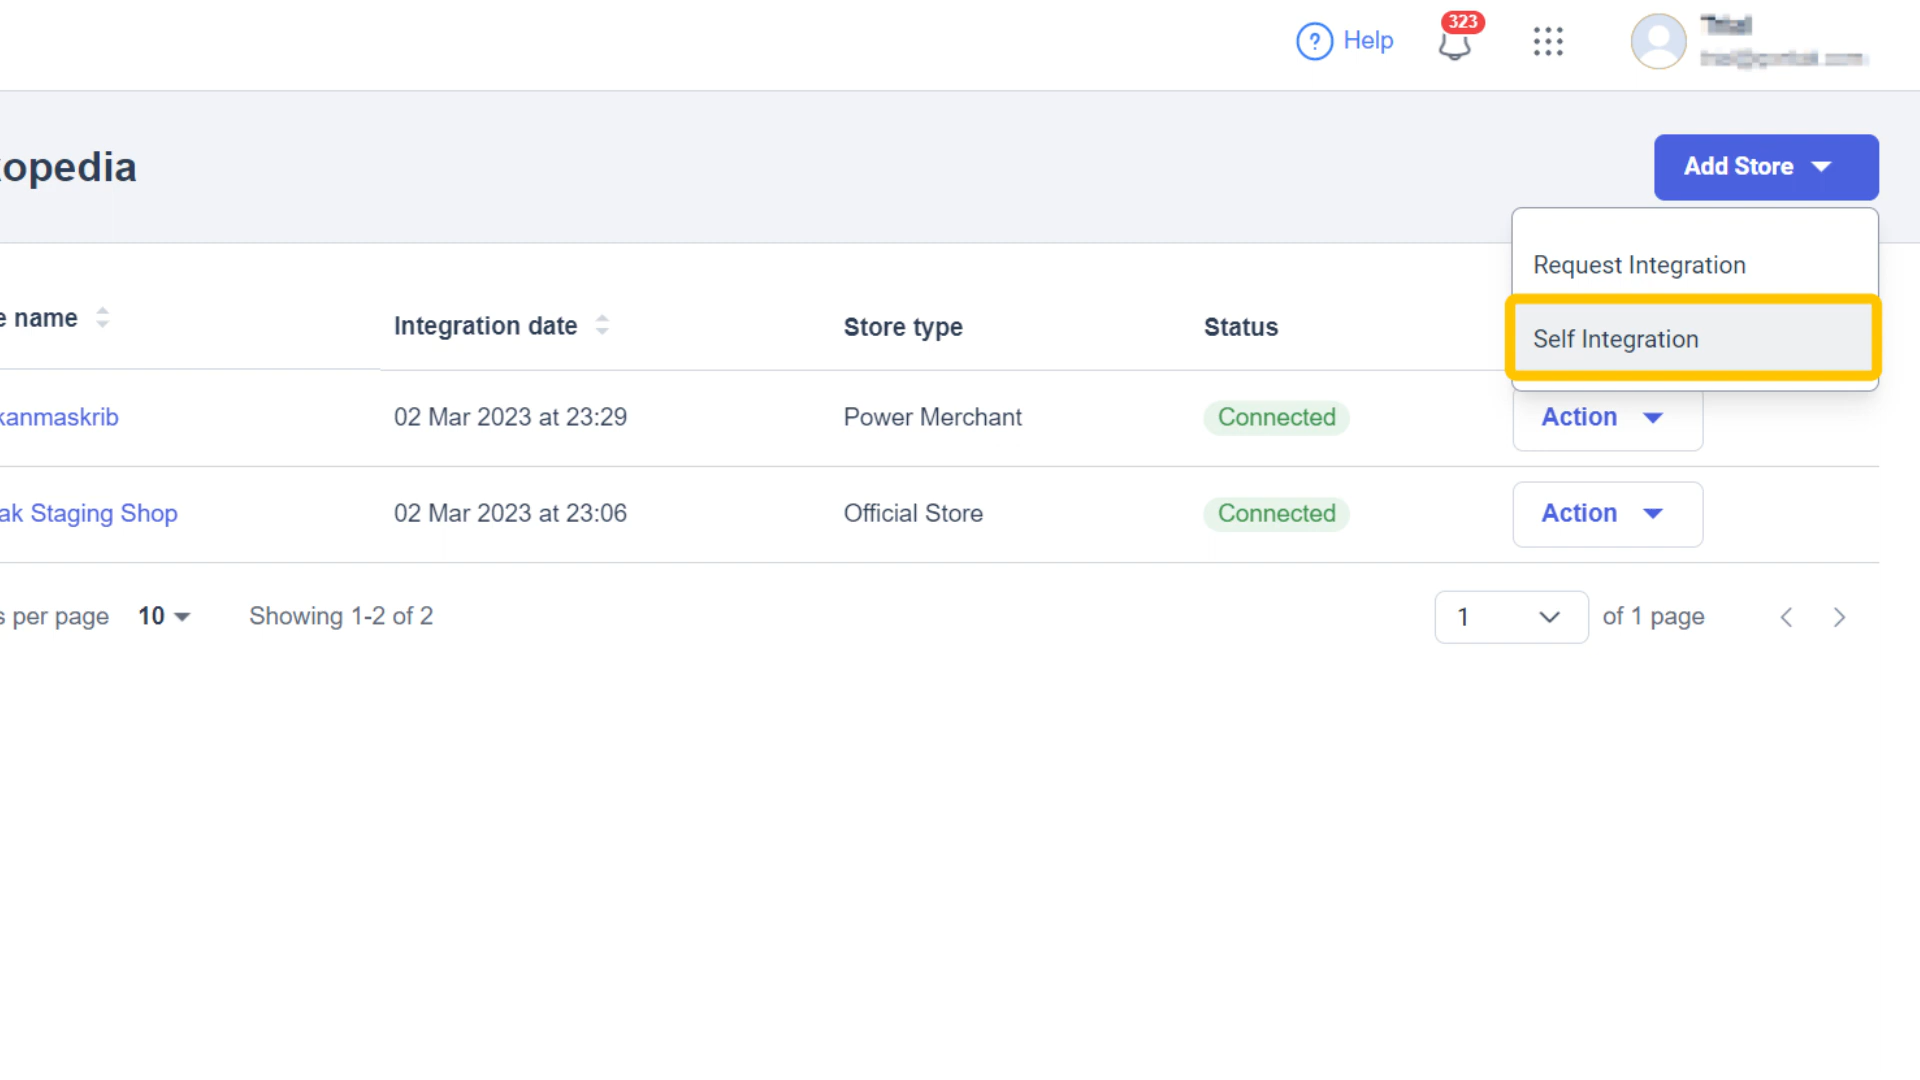 ? Help 323
opedia
Add Store
Request Integration
Self Integration
e name Integration date Store type Status
kanmaskrib 02 Mar 2023 at 23:29 Power Merchant Connected Action
ak Staging Shop 02 Mar 2023 at 23:06 Official Store Connected Action
s per page 10 Showing 1-2 of 2 1 of 1 page